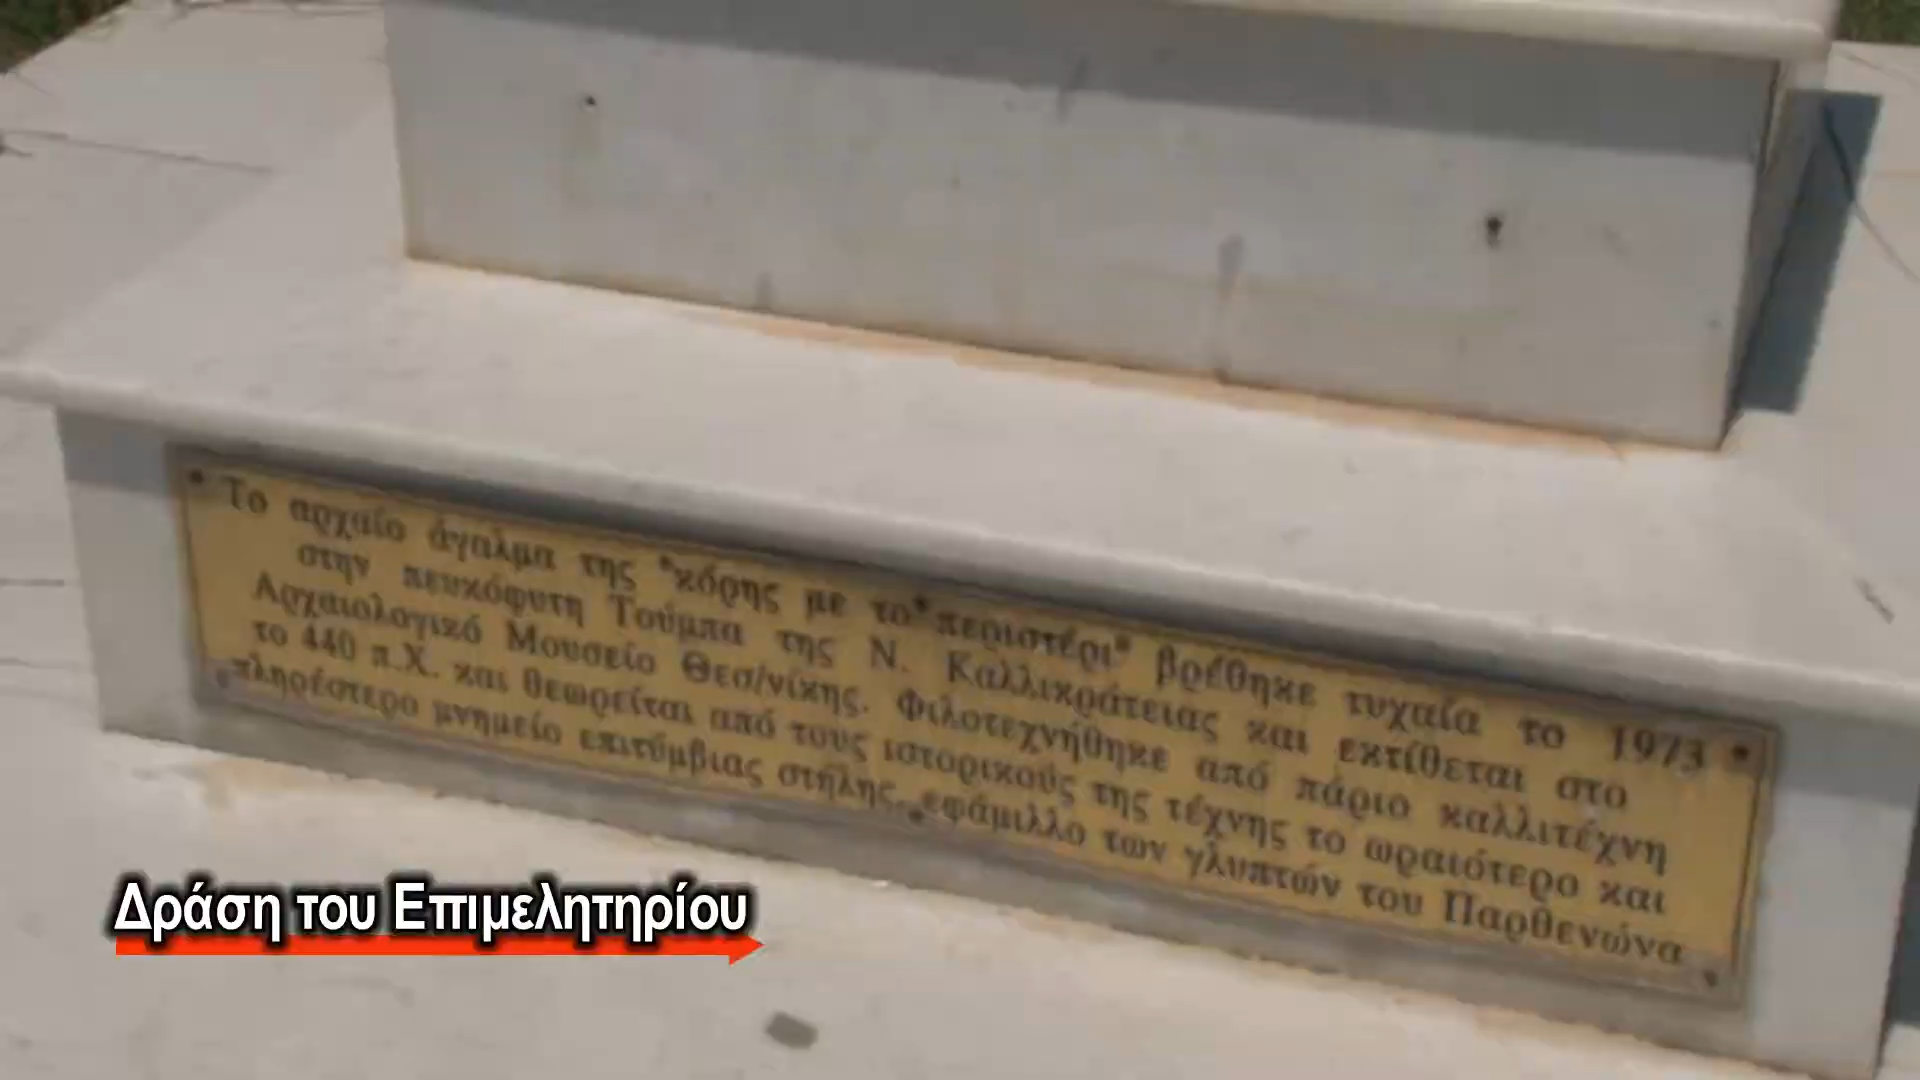 Το αρχαίο άγαλμα της "κόρης με το" περιστέρι" βρέθηκε τυχαία το 1973
στην πευκόφυτη Τούμπα της Ν. Καλλικράτειας και εκτίθεται στο
Αρχαιολογικό Μουσείο Θεσ/νίκης. Φιλοτεχνήθηκε από πάριο καλλιτέχνη
το 440 π.Χ. και θεωρείται από τους ιστορικούς της τέχνης το ωραιότερο και
πληρέστερο μνημείο επιτύμβιας στήλης, εφάμιλλο των γλυπτών του Παρθενώνα
Δράση του Επιμελητηρίου